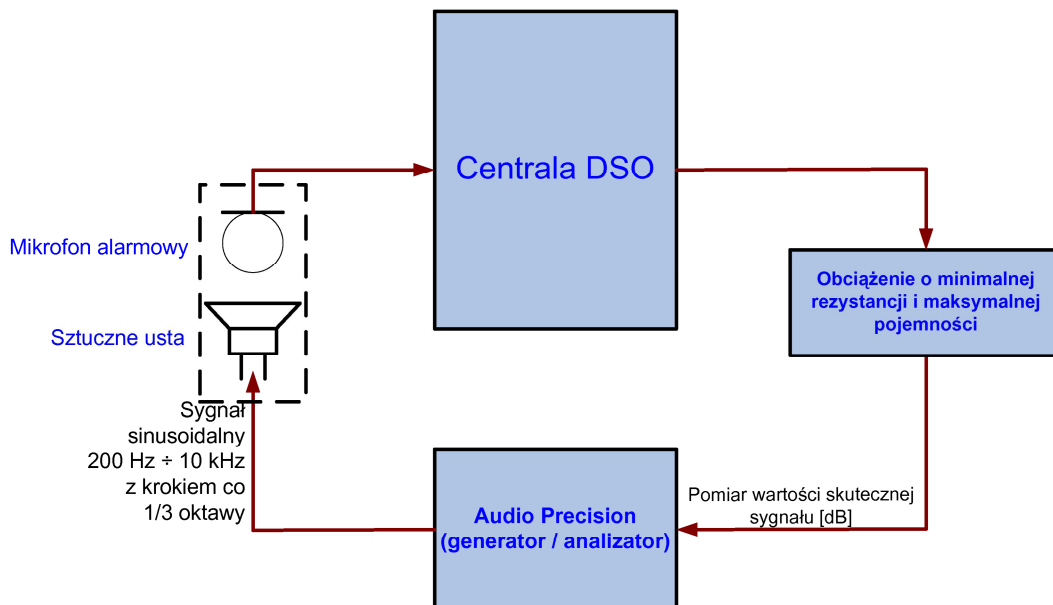 Centrala DSO
Mikrofon alarmowy
Sztuczne usta
Obciążenie o minimalnej
rezystancji i maksymalnej
pojemności
Sygnał
sinusoidalny
200 Hz ÷ 10 kHz
z krokiem co
1/3 oktawy
Audio Precision
(generator / analizator)
Pomiar wartości skutecznej
sygnału [dB]